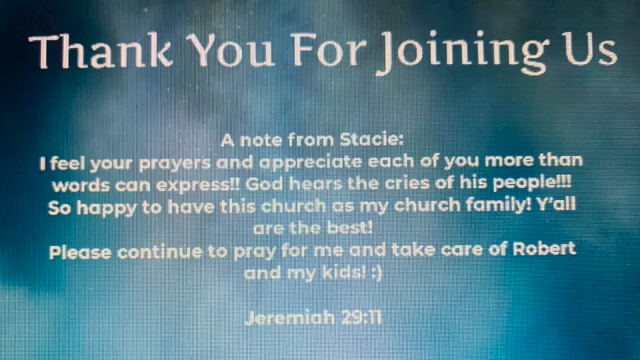 Thank You For Joining Us
A note from Stacie:
I feel your prayers and appreciate each of you more than
words can express!! God hears the cries of his people!!!
So happy to have this church as my church family! Y'all
are the best!
Please continue to pray for me and take care of Robert
and my kids! :)
Jeremiah 29:11